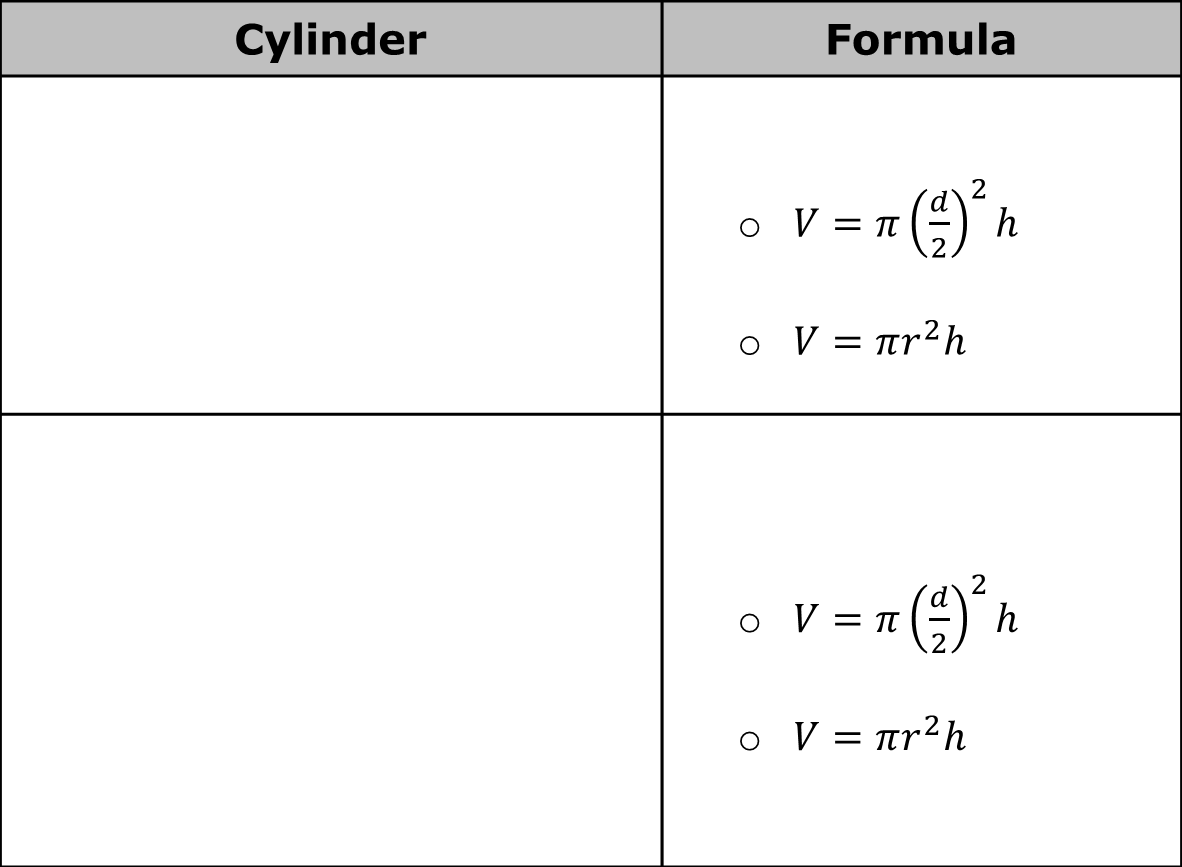 Cylinder Formula
○ V = π(d/2)² h
○ V = πr²h
○ V = π(d/2)² h
○ V = πr²h